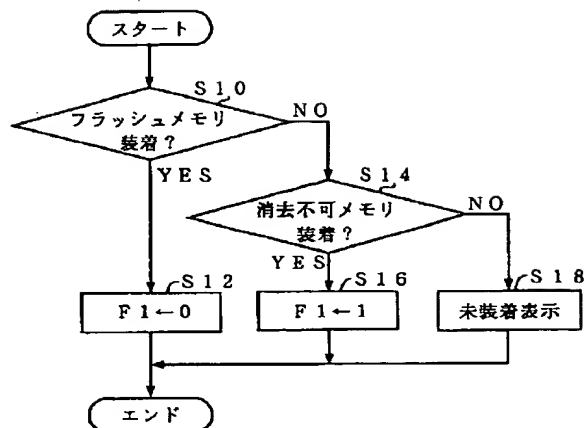 スタート
S10
フラッシュメモリ
装着?
NO
YES
S14
消去不可メモリ
装着?
NO
YES
S12
F1←0
S16
F1←1
S18
未装着表示
エンド